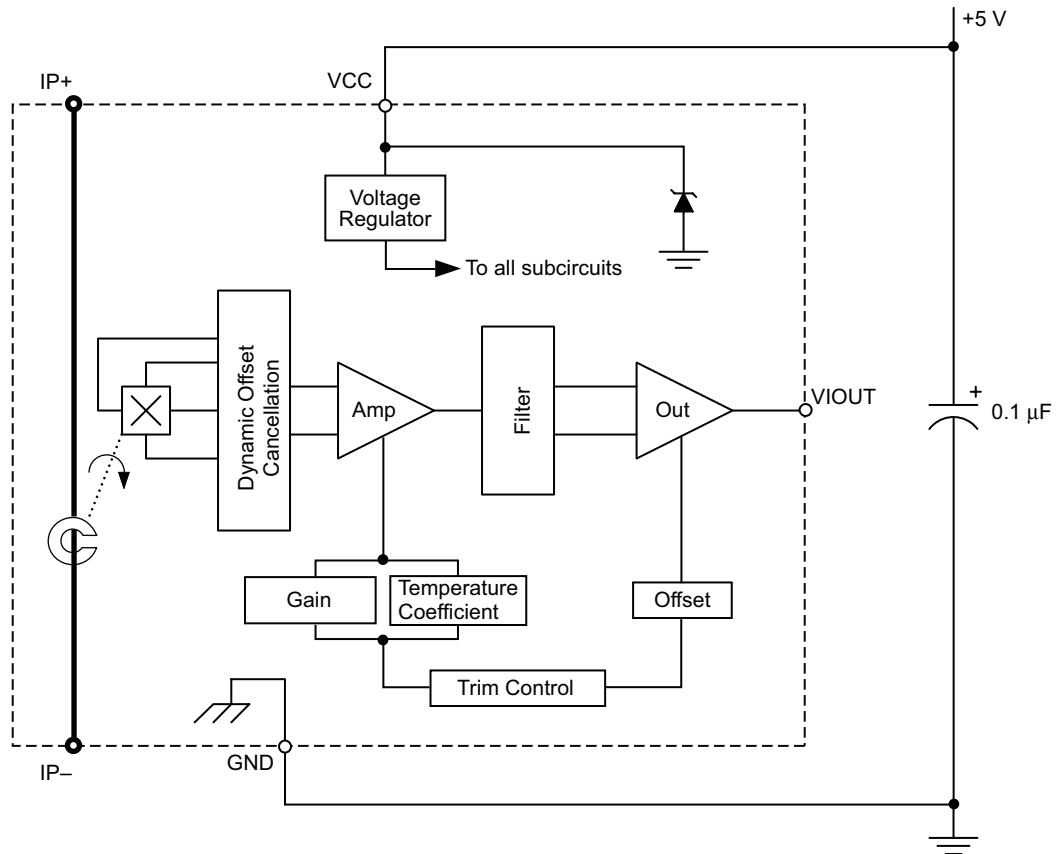 +5 V
IP+
VCC
Voltage
Regulator
To all subcircuits
Dynamic Offset
Cancellation
Amp
Filter
Out
VIOUT
+
0.1 µF
Gain
Temperature
Coefficient
Offset
Trim Control
GND
IP–